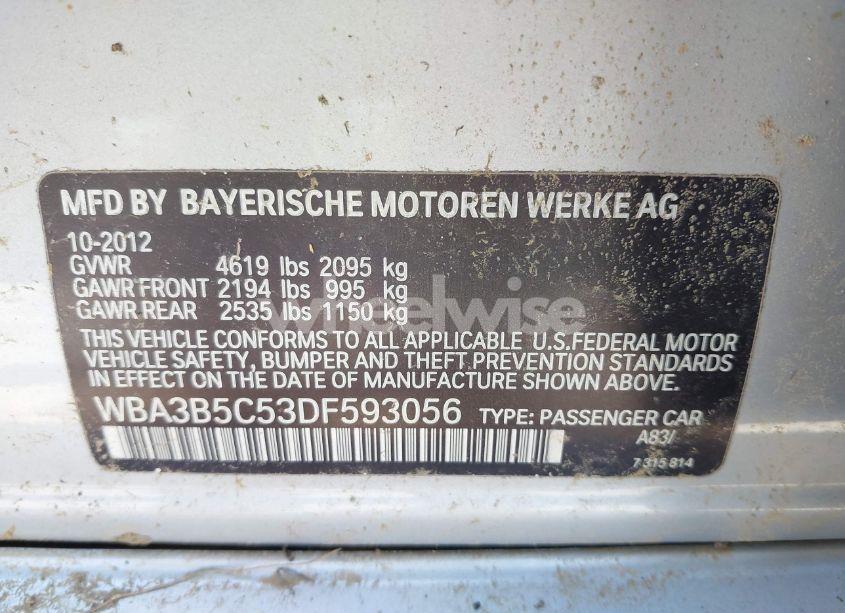 MFD BY BAYERISCHE MOTOREN WERKE AG
10-2012
GVWR 4619 lbs 2095 kg
GAWR FRONT 2194 lbs 995 kg
GAWR REAR 2535 lbs 1150 kg
wheelwise
THIS VEHICLE CONFORMS TO ALL APPLICABLE U.S.FEDERAL MOTOR
VEHICLE SAFETY, BUMPER AND THEFT PREVENTION STANDARDS
IN EFFECT ON THE DATE OF MANUFACTURE SHOWN ABOVE.
WBA3B5C53DF593056 TYPE: PASSENGER CAR
A83/
7 315 814